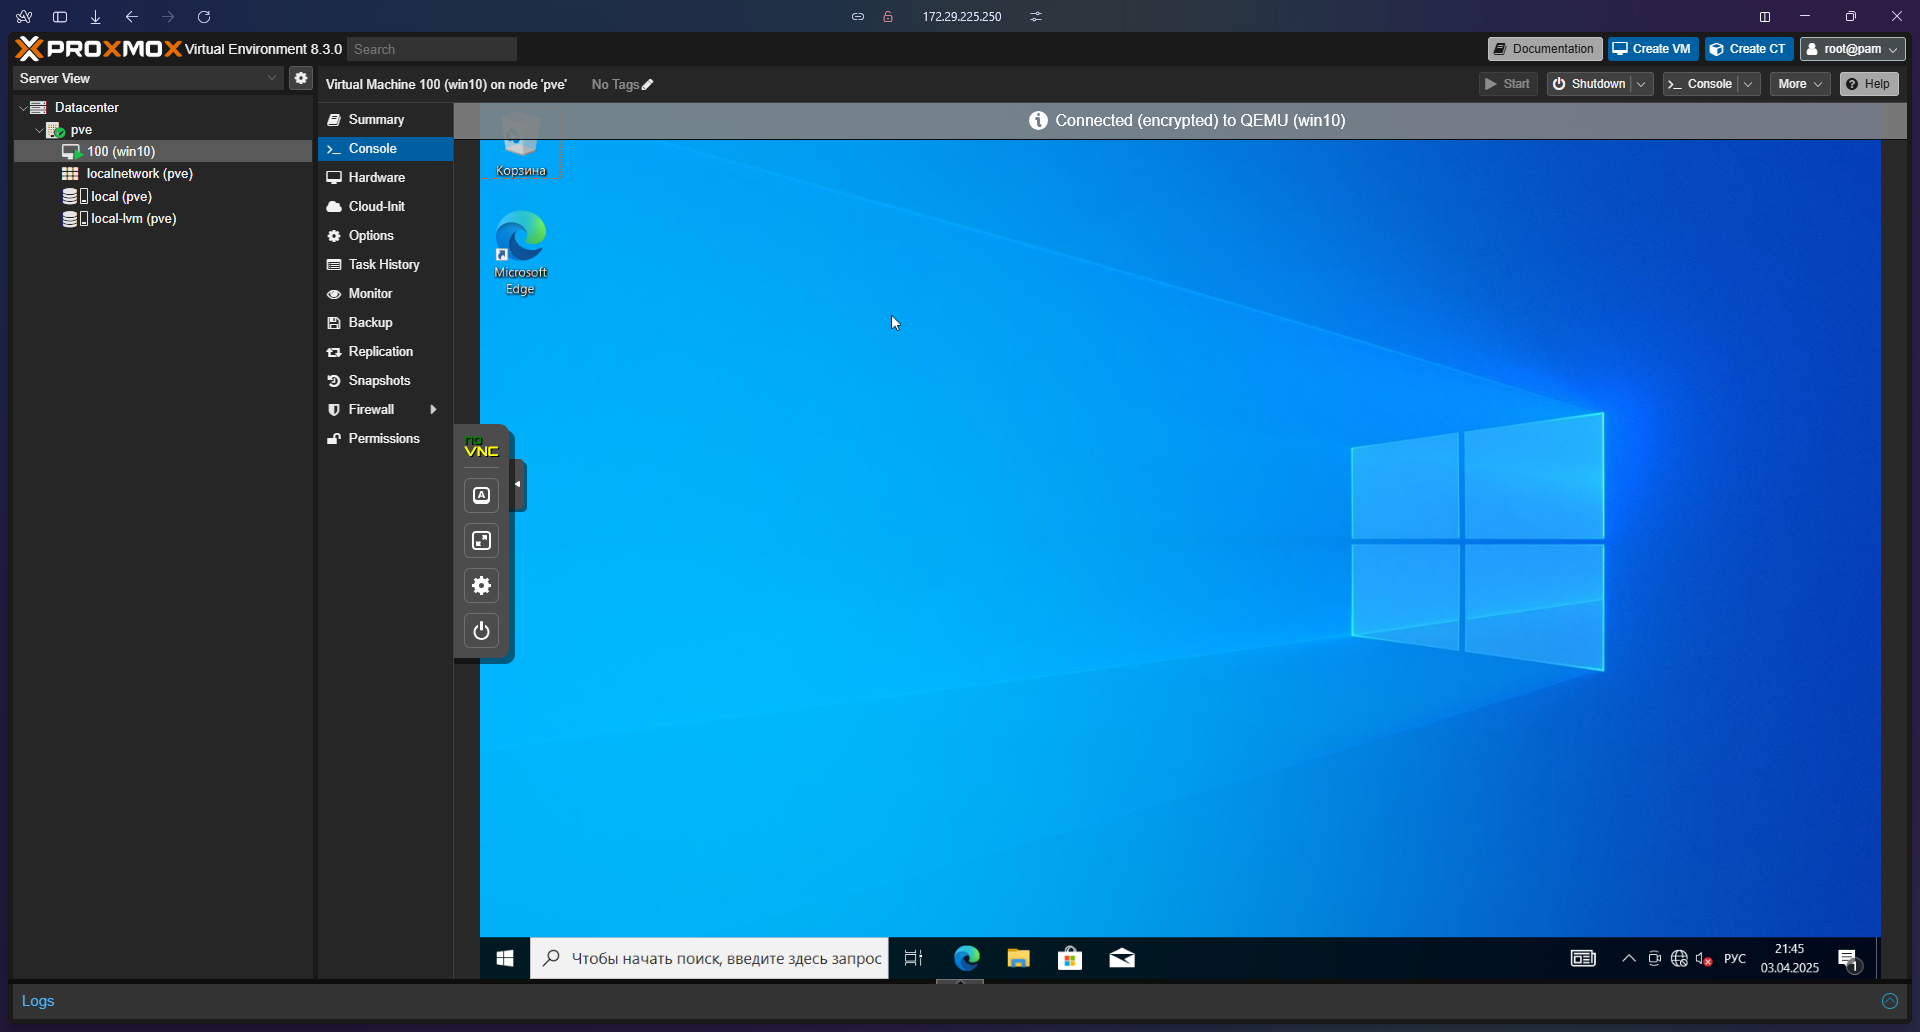 172.29.225.250
PROXMOX Virtual Environment 8.3.0 Search Documentation Create VM Create CT root@pam
Server View
Virtual Machine 100 (win10) on node 'pve' No Tags Start Shutdown Console More Help
Datacenter
pve
100 (win10)
localnetwork (pve)
local (pve)
local-lvm (pve)
Summary
Console
Hardware
Cloud-Init
Options
Task History
Monitor
Backup
Replication
Snapshots
Firewall
Permissions
Connected (encrypted) to QEMU (win10)
Корзина
Microsoft
Edge
no
VNC
A
Чтобы начать поиск, введите здесь запрос
РУС
21:45
03.04.2025
1
Logs